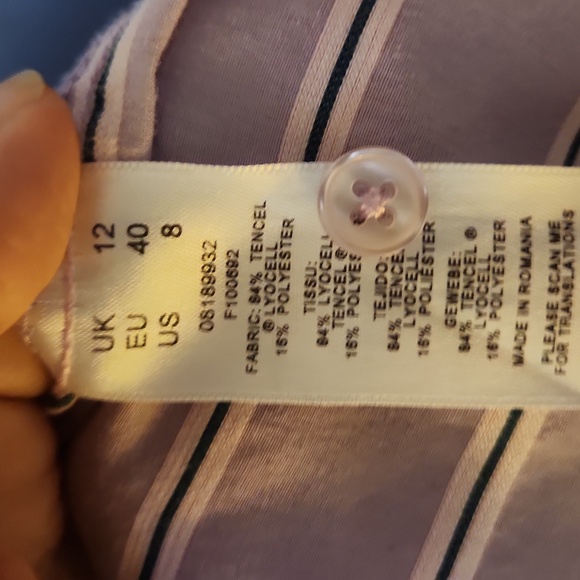 UK 12
EU 40
US 8
08189932
F100692
FABRIC: 84% TENCEL
® LYOCELL
16% POLYESTER
TISSU:
84% LYOCELL
TENCEL®
16% POLYES
TEJIDO:
84% TENCE
LYOCELL
16% POLIÉSTER
GEWEBE:
84% TENCEL ®
LYOCELL
16% POLYESTER
MADE IN ROMANIA
PLEASE SCAN ME
FOR TRANSLATIONS